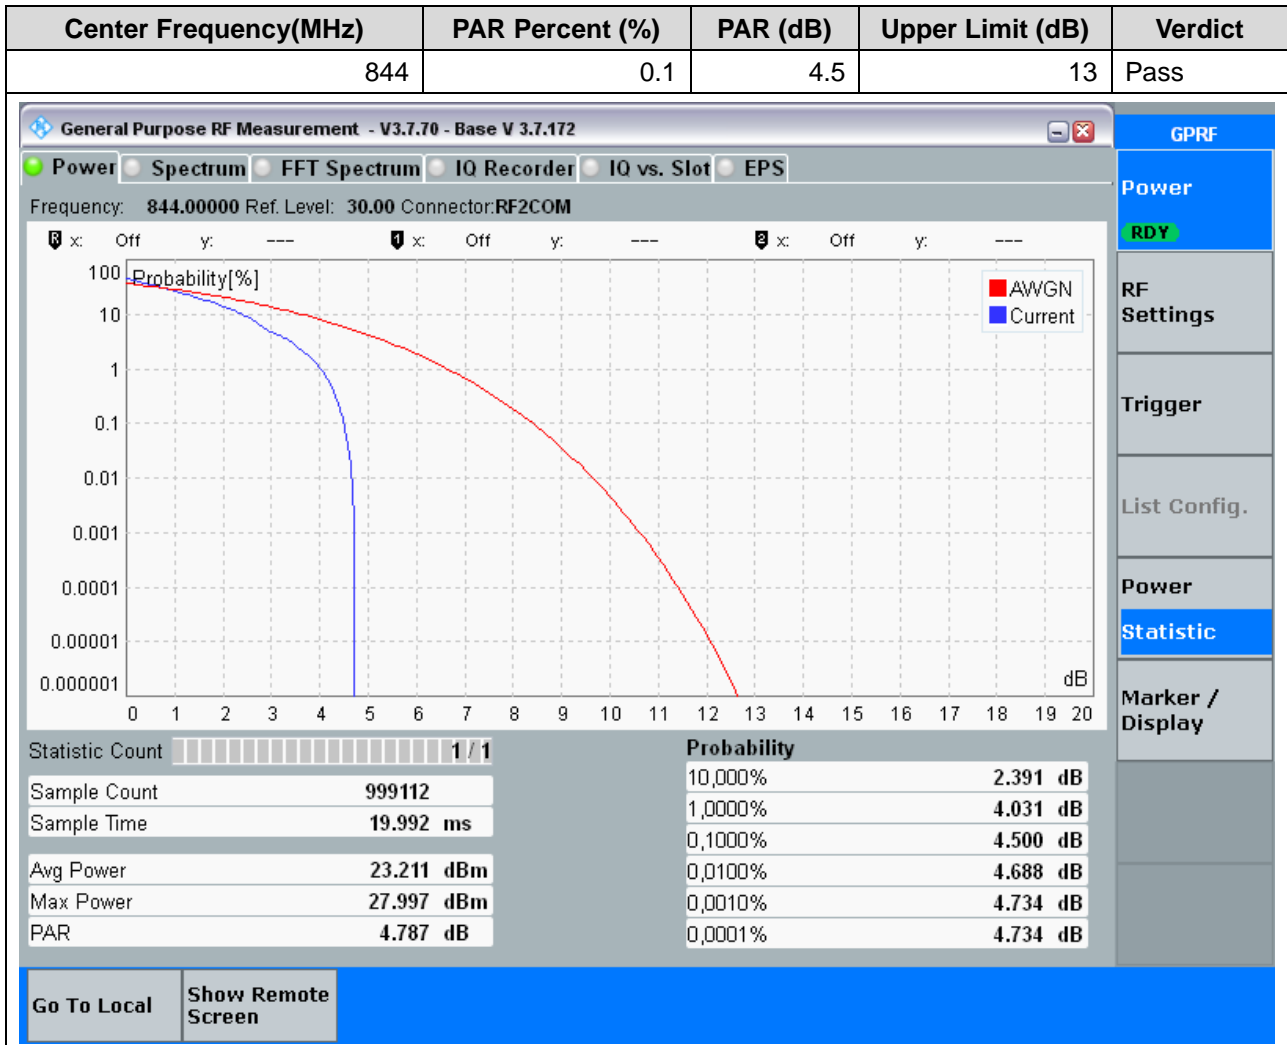 Center Frequency(MHz) PAR Percent (%) PAR (dB) Upper Limit (dB) Verdict
844 0.1 4.5 13 Pass
General Purpose RF Measurement - V3.7.70 - Base V 3.7.172
GPRF
Power Spectrum FFT Spectrum IQ Recorder IQ vs. Slot EPS
Power
RDY
Frequency: 844.00000 Ref. Level: 30.00 Connector:RF2COM
R x: Off y: --- 1 x: Off y: --- 2 x: Off y: ---
Probability[%]
AWGN
Current
100
10
1
0.1
0.01
0.001
0.0001
0.00001
0.000001
dB
0 1 2 3 4 5 6 7 8 9 10 11 12 13 14 15 16 17 18 19 20
RF
Settings
Trigger
List Config.
Power
Statistic
Marker /
Display
Statistic Count 1 / 1
Sample Count 999112
Sample Time 19.992 ms
Avg Power 23.211 dBm
Max Power 27.997 dBm
PAR 4.787 dB
Probability
10,000% 2.391 dB
1,0000% 4.031 dB
0,1000% 4.500 dB
0,0100% 4.688 dB
0,0010% 4.734 dB
0,0001% 4.734 dB
Go To Local
Show Remote
Screen